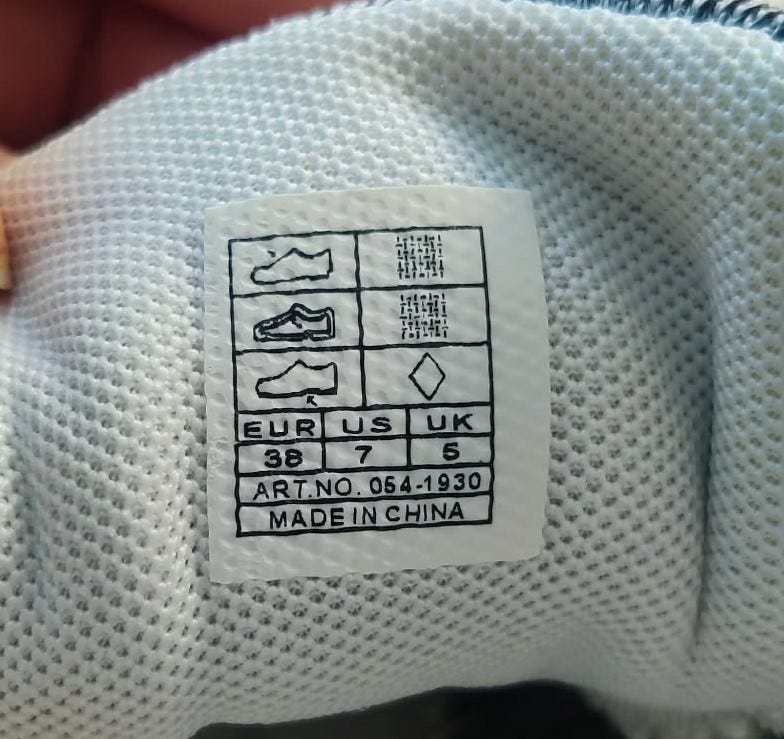 EUR US UK
38 7 5
ART.NO. 054-1930
MADE IN CHINA